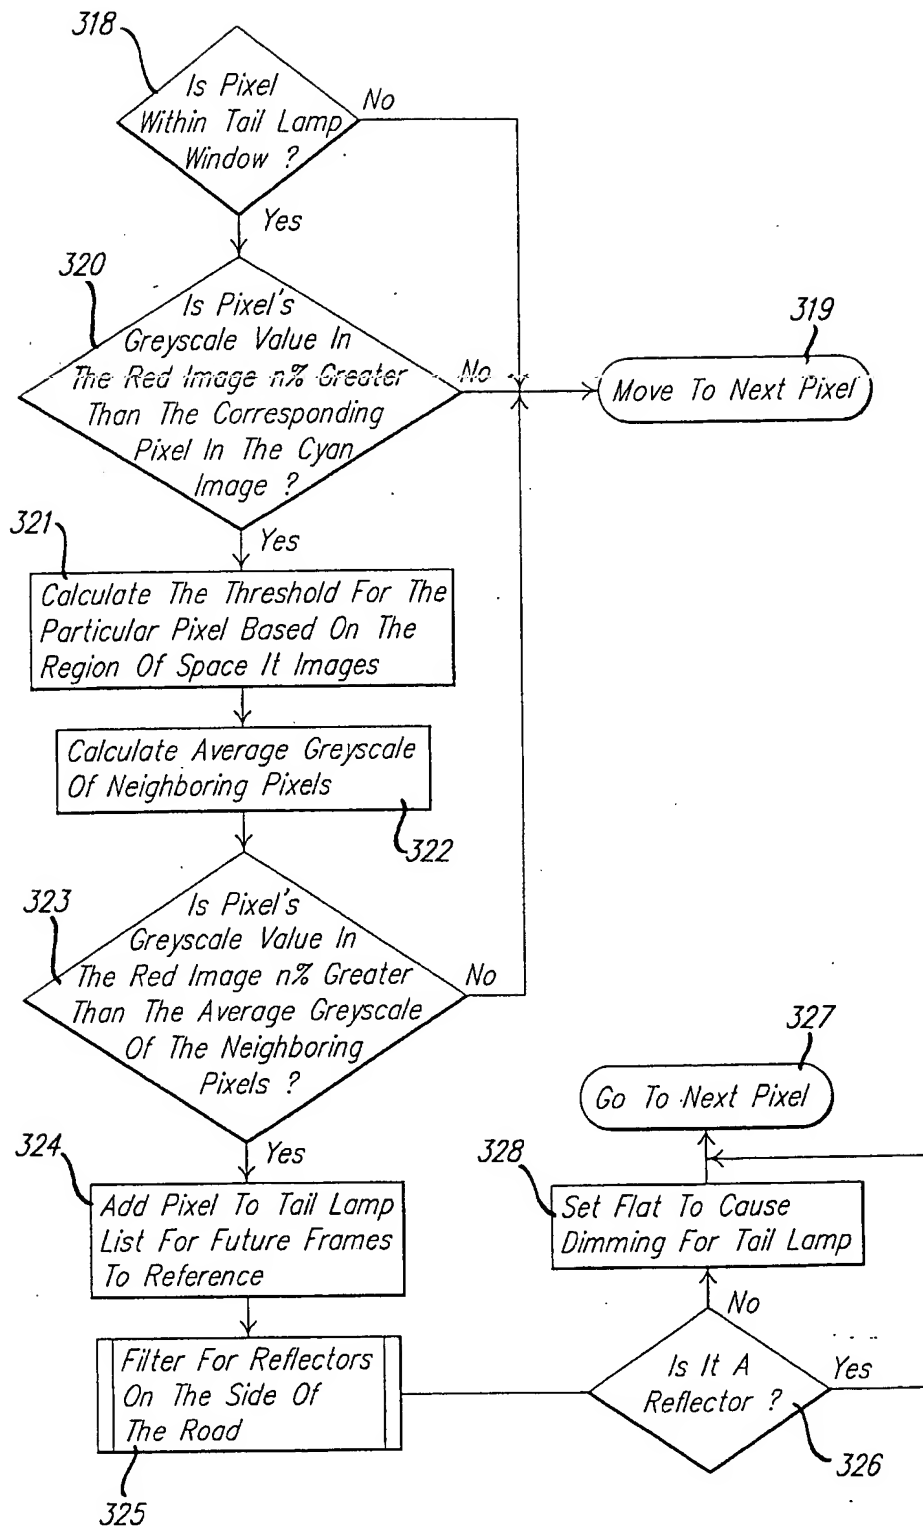 318
Is Pixel
Within Tail Lamp
Window ?
No
Yes
320
Is Pixel's
Greyscale Value In
The Red Image n% Greater
Than The Corresponding
Pixel In The Cyan
Image ?
No
Yes
319
Move To Next Pixel
321
Calculate The Threshold For The
Particular Pixel Based On The
Region Of Space It Images
Calculate Average Greyscale
Of Neighboring Pixels
322
323
Is Pixel's
Greyscale Value In
The Red Image n% Greater
Than The Average Greyscale
Of The Neighboring
Pixels ?
No
Yes
324
Add Pixel To Tail Lamp
List For Future Frames
To Reference
Filter For Reflectors
On The Side Of
The Road
325
327
Go To Next Pixel
328
Set Flat To Cause
Dimming For Tail Lamp
No
Is It A
Reflector ?
Yes
326